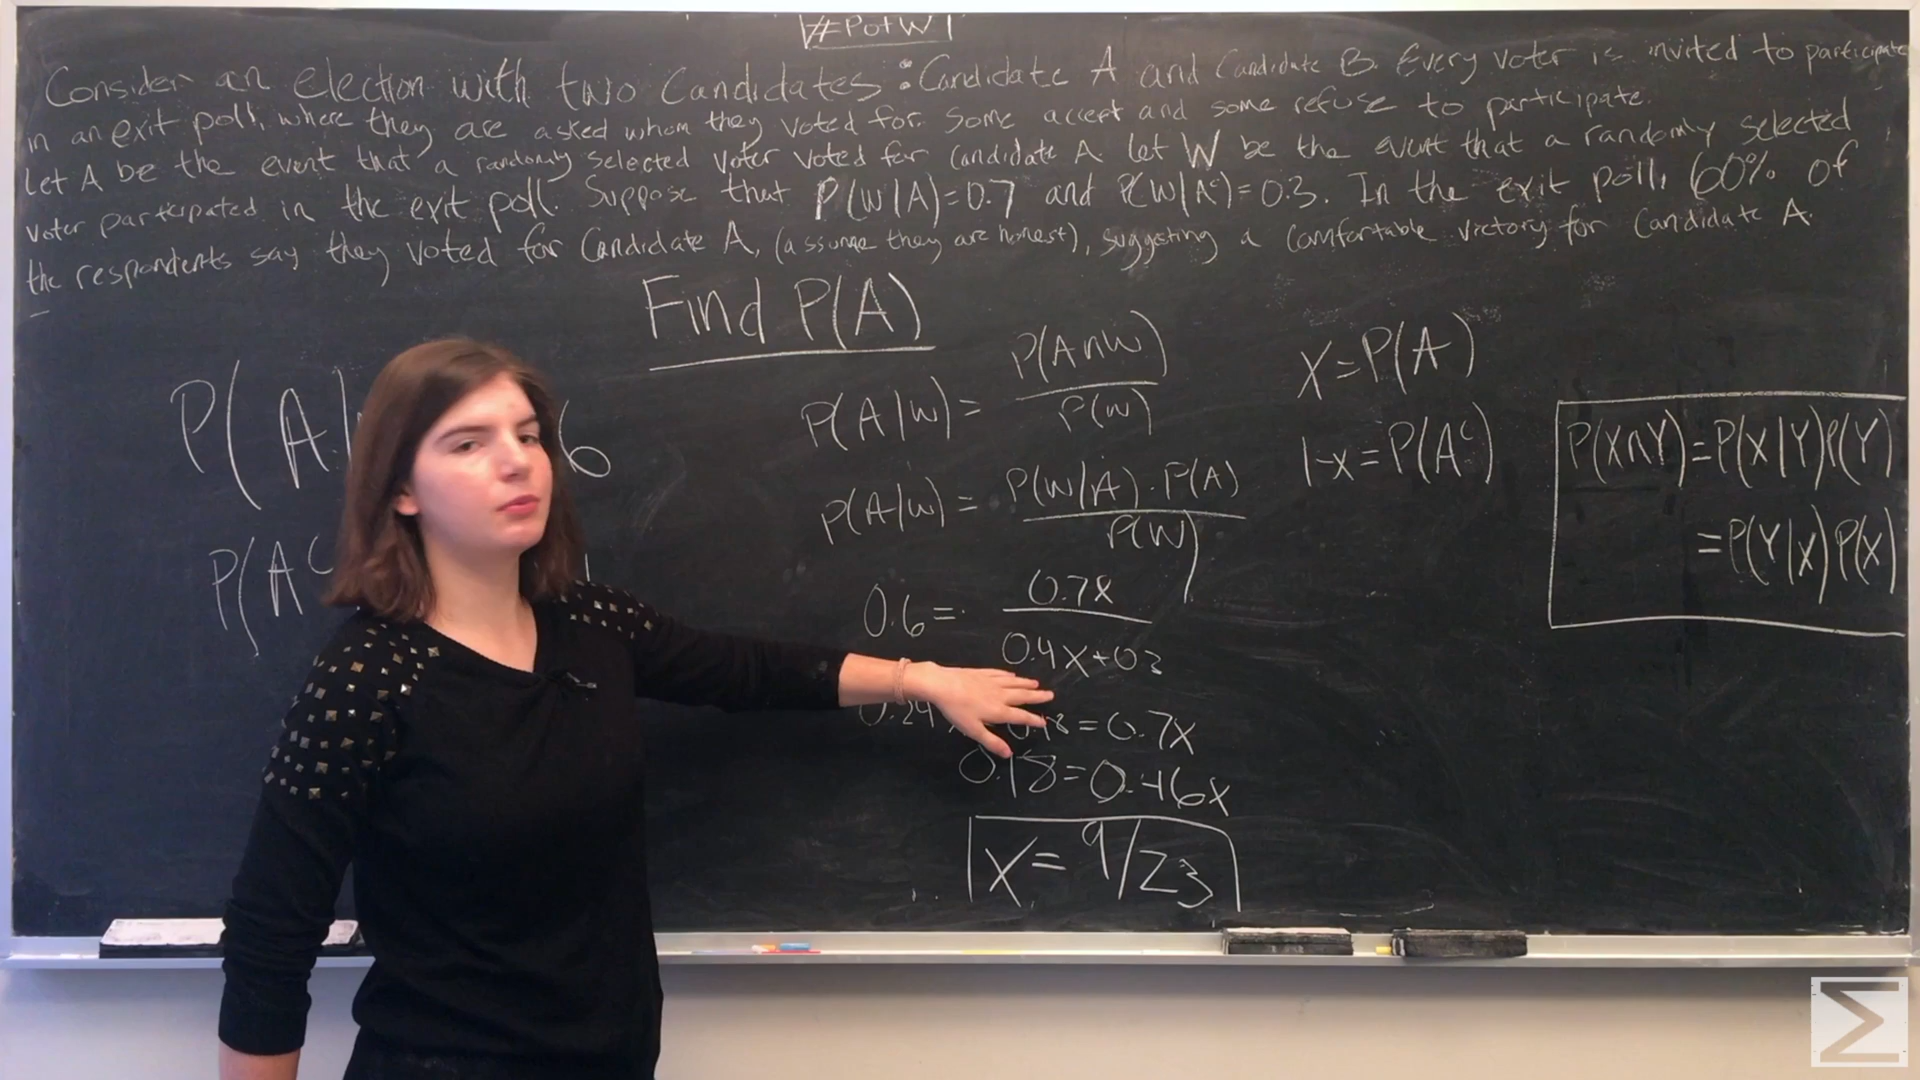 #PotW
Consider an election with two Candidates: Candidate A and Candidate B. Every voter is invited to participate
in an exit poll, where they are asked whom they voted for. Some accept and some refuse to participate.
Let A be the event that a randomly selected voter voted for Candidate A. Let W be the event that a randomly selected
voter participated in the exit poll. Suppose that P(W|A)=0.7 and P(W|Aᶜ)=0.3. In the exit poll, 60% of
the respondents say they voted for Candidate A, (assume they are honest), suggesting a comfortable victory for Candidate A.
Find P(A)
P(A| 6
P(Aᶜ
P(A|W) = P(A∩W) / P(W)
P(A|W) = P(W|A)·P(A) / P(W)
0.6 = 0.7x / 0.4x+0.3
0.24 0.18=0.7x
0.18=0.46x
x=9/23
X=P(A)
1-x=P(Aᶜ)
P(X∩Y)=P(X|Y)P(Y)
=P(Y|X)P(X)
Σ